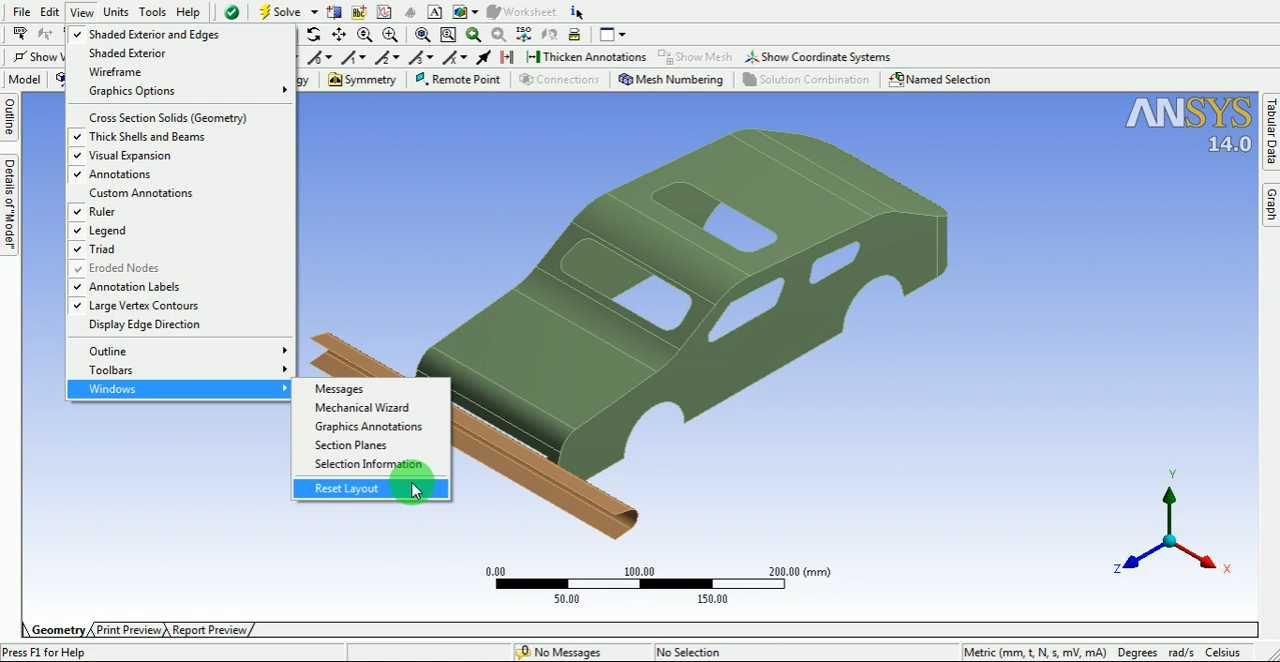 File Edit View Units Tools Help Solve Worksheet
Show V Thicken Annotations Show Mesh Show Coordinate Systems
Model gy Symmetry Remote Point Connections Mesh Numbering Solution Combination Named Selection
Outline
Details of "Model"
Shaded Exterior and Edges
Shaded Exterior
Wireframe
Graphics Options
Cross Section Solids (Geometry)
Thick Shells and Beams
Visual Expansion
Annotations
Custom Annotations
Ruler
Legend
Triad
Eroded Nodes
Annotation Labels
Large Vertex Contours
Display Edge Direction
Outline
Toolbars
Windows
Messages
Mechanical Wizard
Graphics Annotations
Section Planes
Selection Information
Reset Layout
ANSYS
14.0
Tabular Data
Graph
Y
Z X
0.00 100.00 200.00 (mm)
50.00 150.00
Geometry Print Preview Report Preview
Press F1 for Help No Messages No Selection Metric (mm, t, N, s, mV, mA) Degrees rad/s Celsius